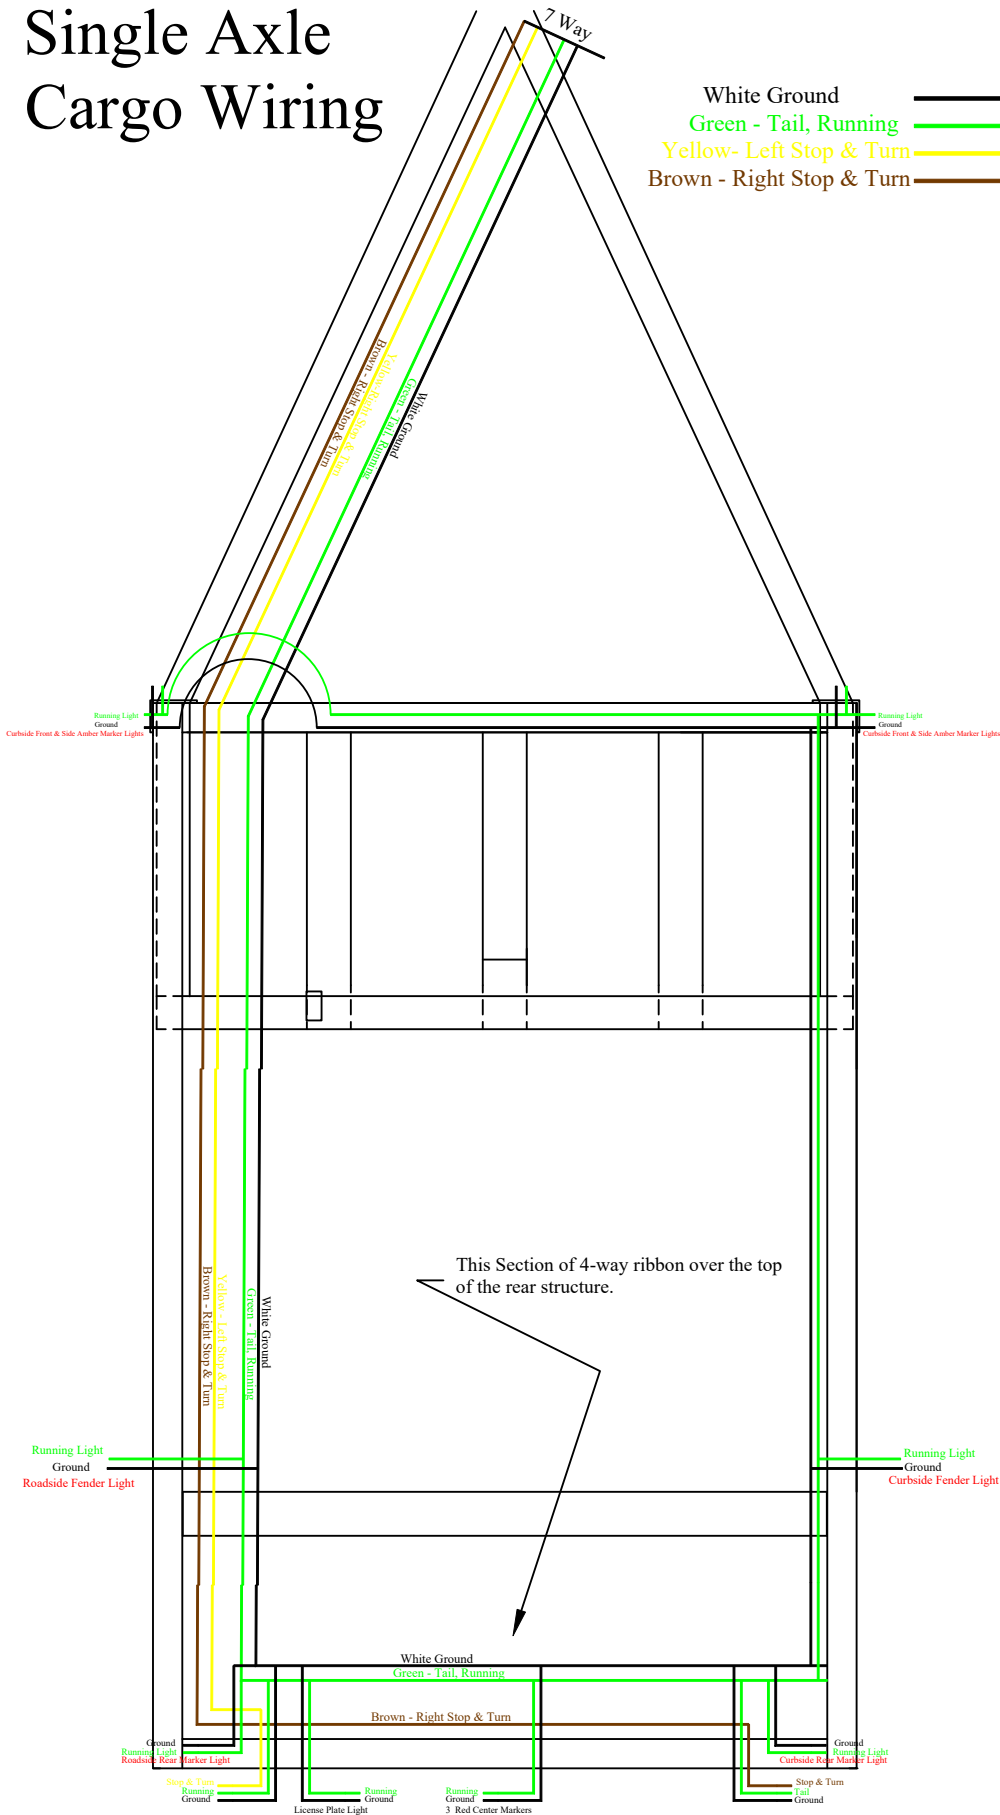 Single Axle
Cargo Wiring
7 Way
White Ground
Green - Tail, Running
Yellow- Left Stop & Turn
Brown - Right Stop & Turn
Brown - Right Stop & Turn
Yellow-Right Stop & Turn
Green - Tail, Running
White Ground
Running Light
Ground
Curbside Front & Side Amber Marker Lights
Running Light
Ground
Curbside Front & Side Amber Marker Lights
This Section of 4-way ribbon over the top
of the rear structure.
Brown - Right Stop & Turn
Yellow - Left Stop & Turn
Green - Tail, Running
White Ground
Running Light
Ground
Roadside Fender Light
Running Light
Ground
Curbside Fender Light
White Ground
Green - Tail, Running
Brown - Right Stop & Turn
Ground
Running Light
Roadside Rear Marker Light
Ground
Running Light
Curbside Rear Marker Light
Stop & Turn
Running
Ground
Running
Ground
License Plate Light
Running
Ground
3 Red Center Markers
Stop & Turn
Tail
Ground